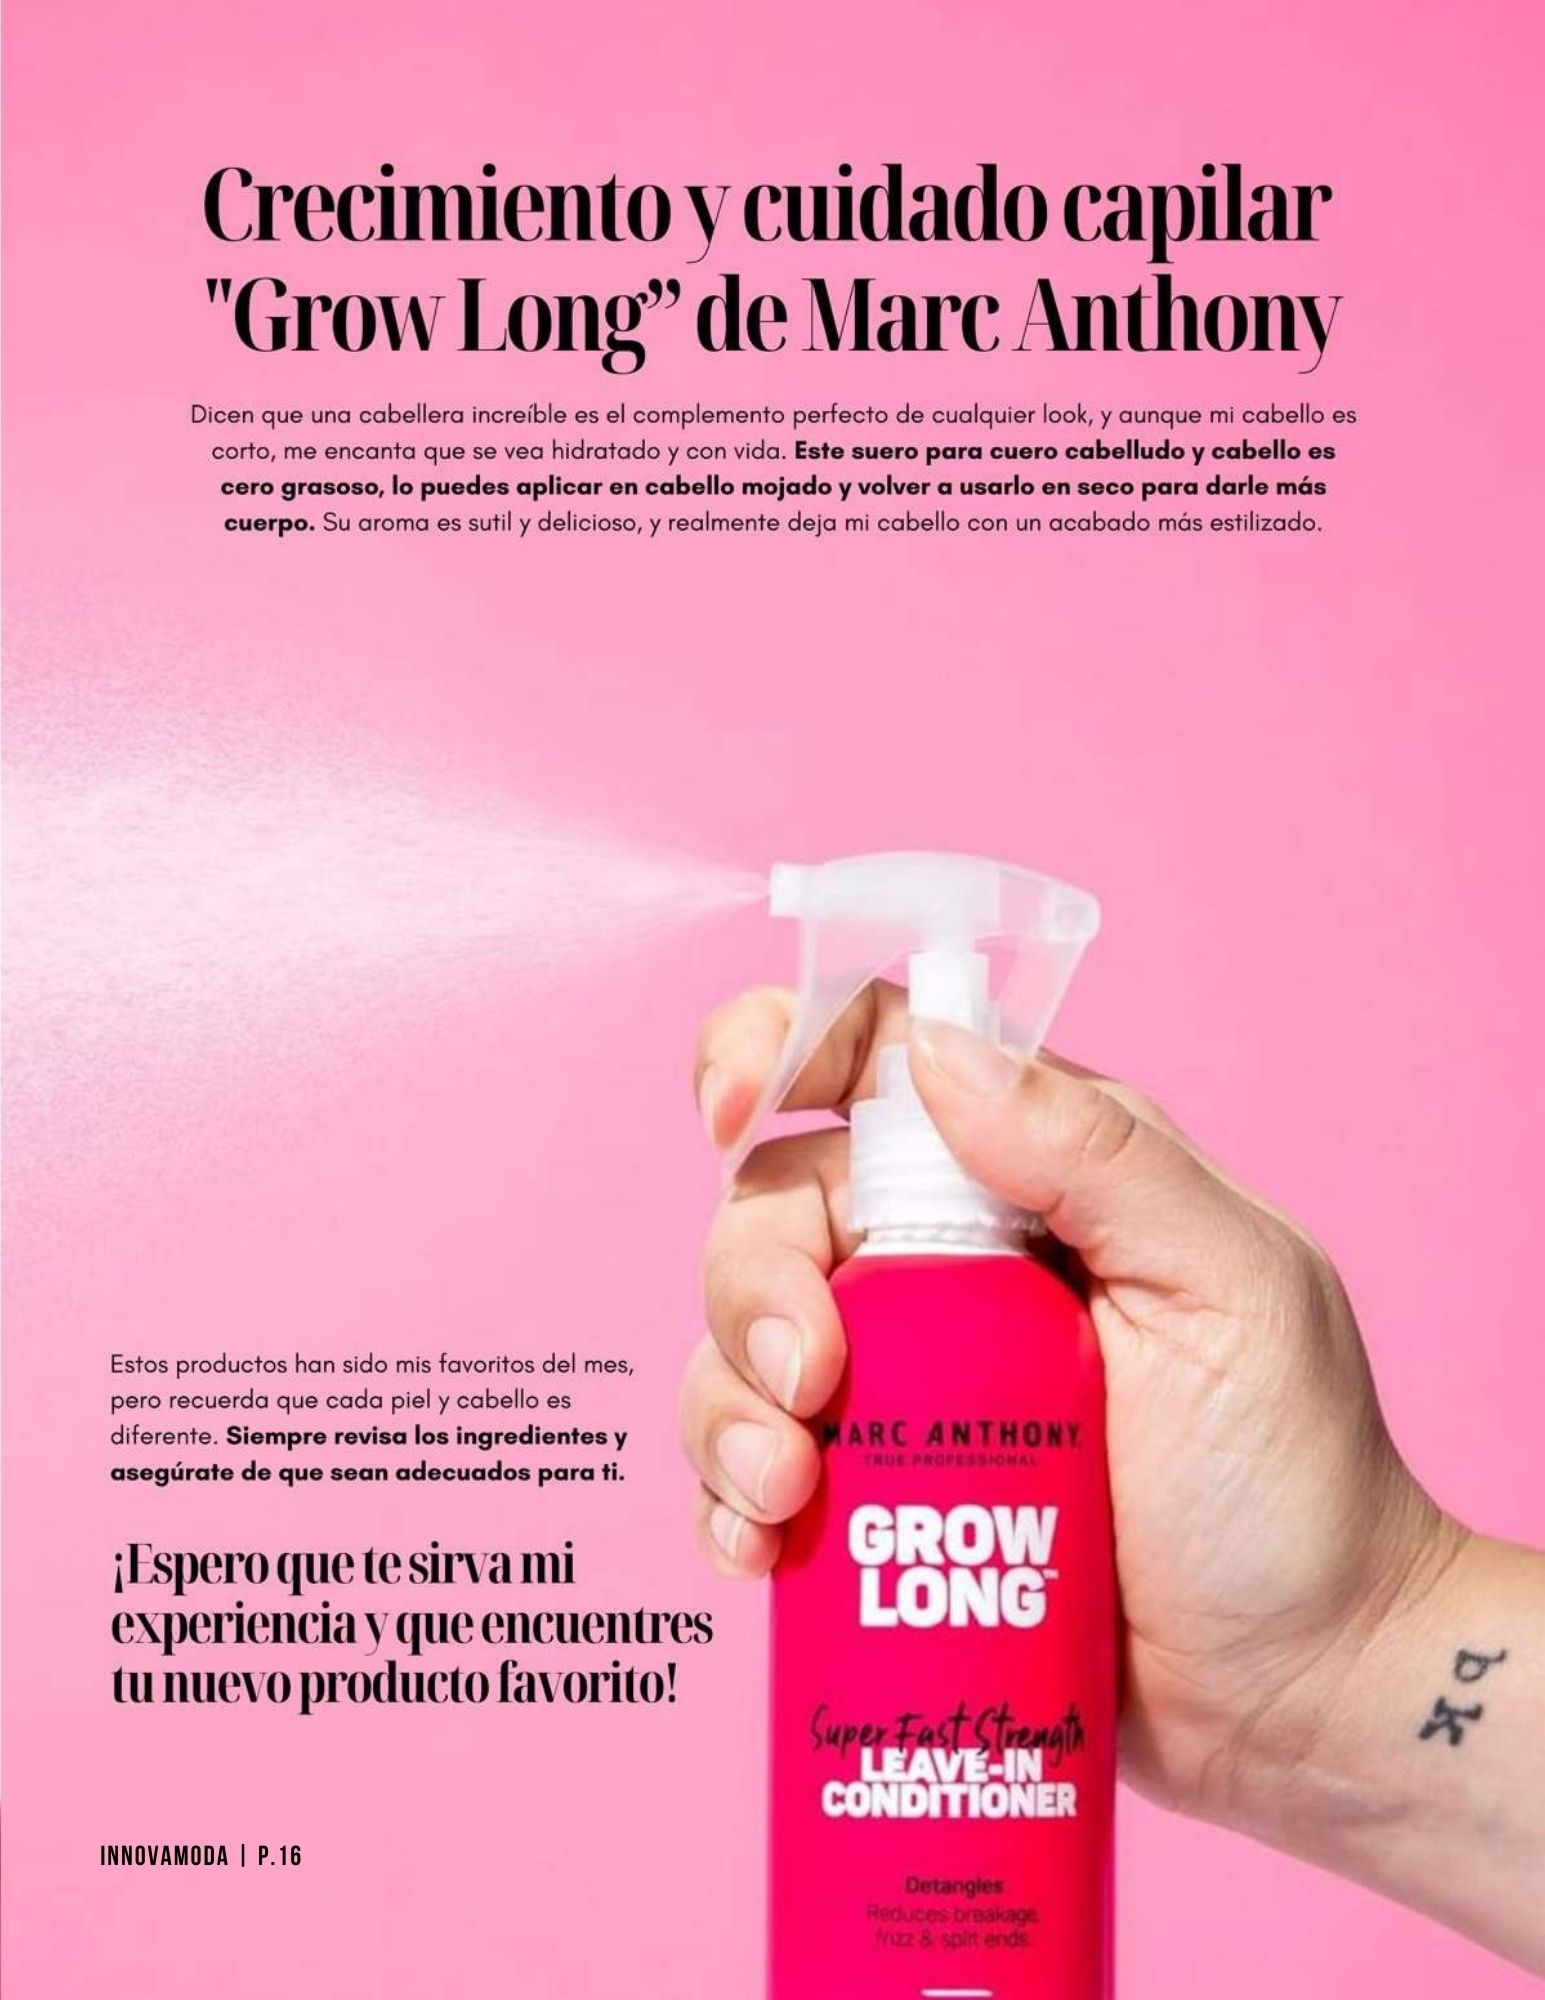 Crecimiento y cuidado capilar
"Grow Long” de Marc Anthony
Dicen que una cabellera increíble es el complemento perfecto de cualquier look, y aunque mi cabello es
corto, me encanta que se vea hidratado y con vida. Este suero para cuero cabelludo y cabello es
cero grasoso, lo puedes aplicar en cabello mojado y volver a usarlo en seco para darle más
cuerpo. Su aroma es sutil y delicioso, y realmente deja mi cabello con un acabado más estilizado.
Estos productos han sido mis favoritos del mes,
pero recuerda que cada piel y cabello es
diferente. Siempre revisa los ingredientes y
asegúrate de que sean adecuados para ti.
¡Espero que te sirva mi
experiencia y que encuentres
tu nuevo producto favorito!
INNOVAMODA | P.16
MARC ANTHONY
TRUE PROFESSIONAL
GROW
LONG™
Super Fast Strength
LEAVE-IN
CONDITIONER
Detangles
Reduces breakage,
frizz & split ends